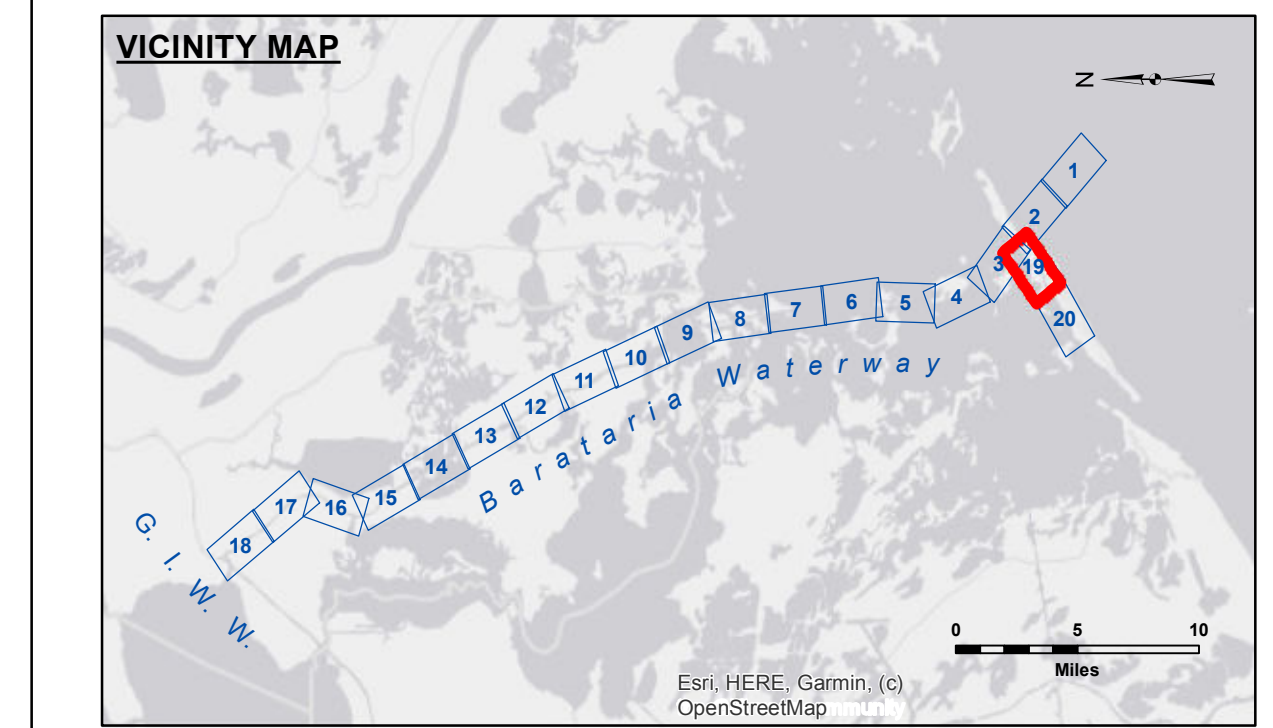 VICINITY MAP
N
1
2
3
19
4
5
6
7
8
20
9
10
11
12
13
14
15
16
17
18
Barataria Waterway
G. I. W. W.
0 5 10
Miles
Esri, HERE, Garmin, (c)
OpenStreetMap community